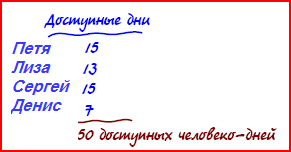 Доступные дни
Петя 15
Лиза 13
Сергей 15
Денис 7
50 доступных человеко-дней